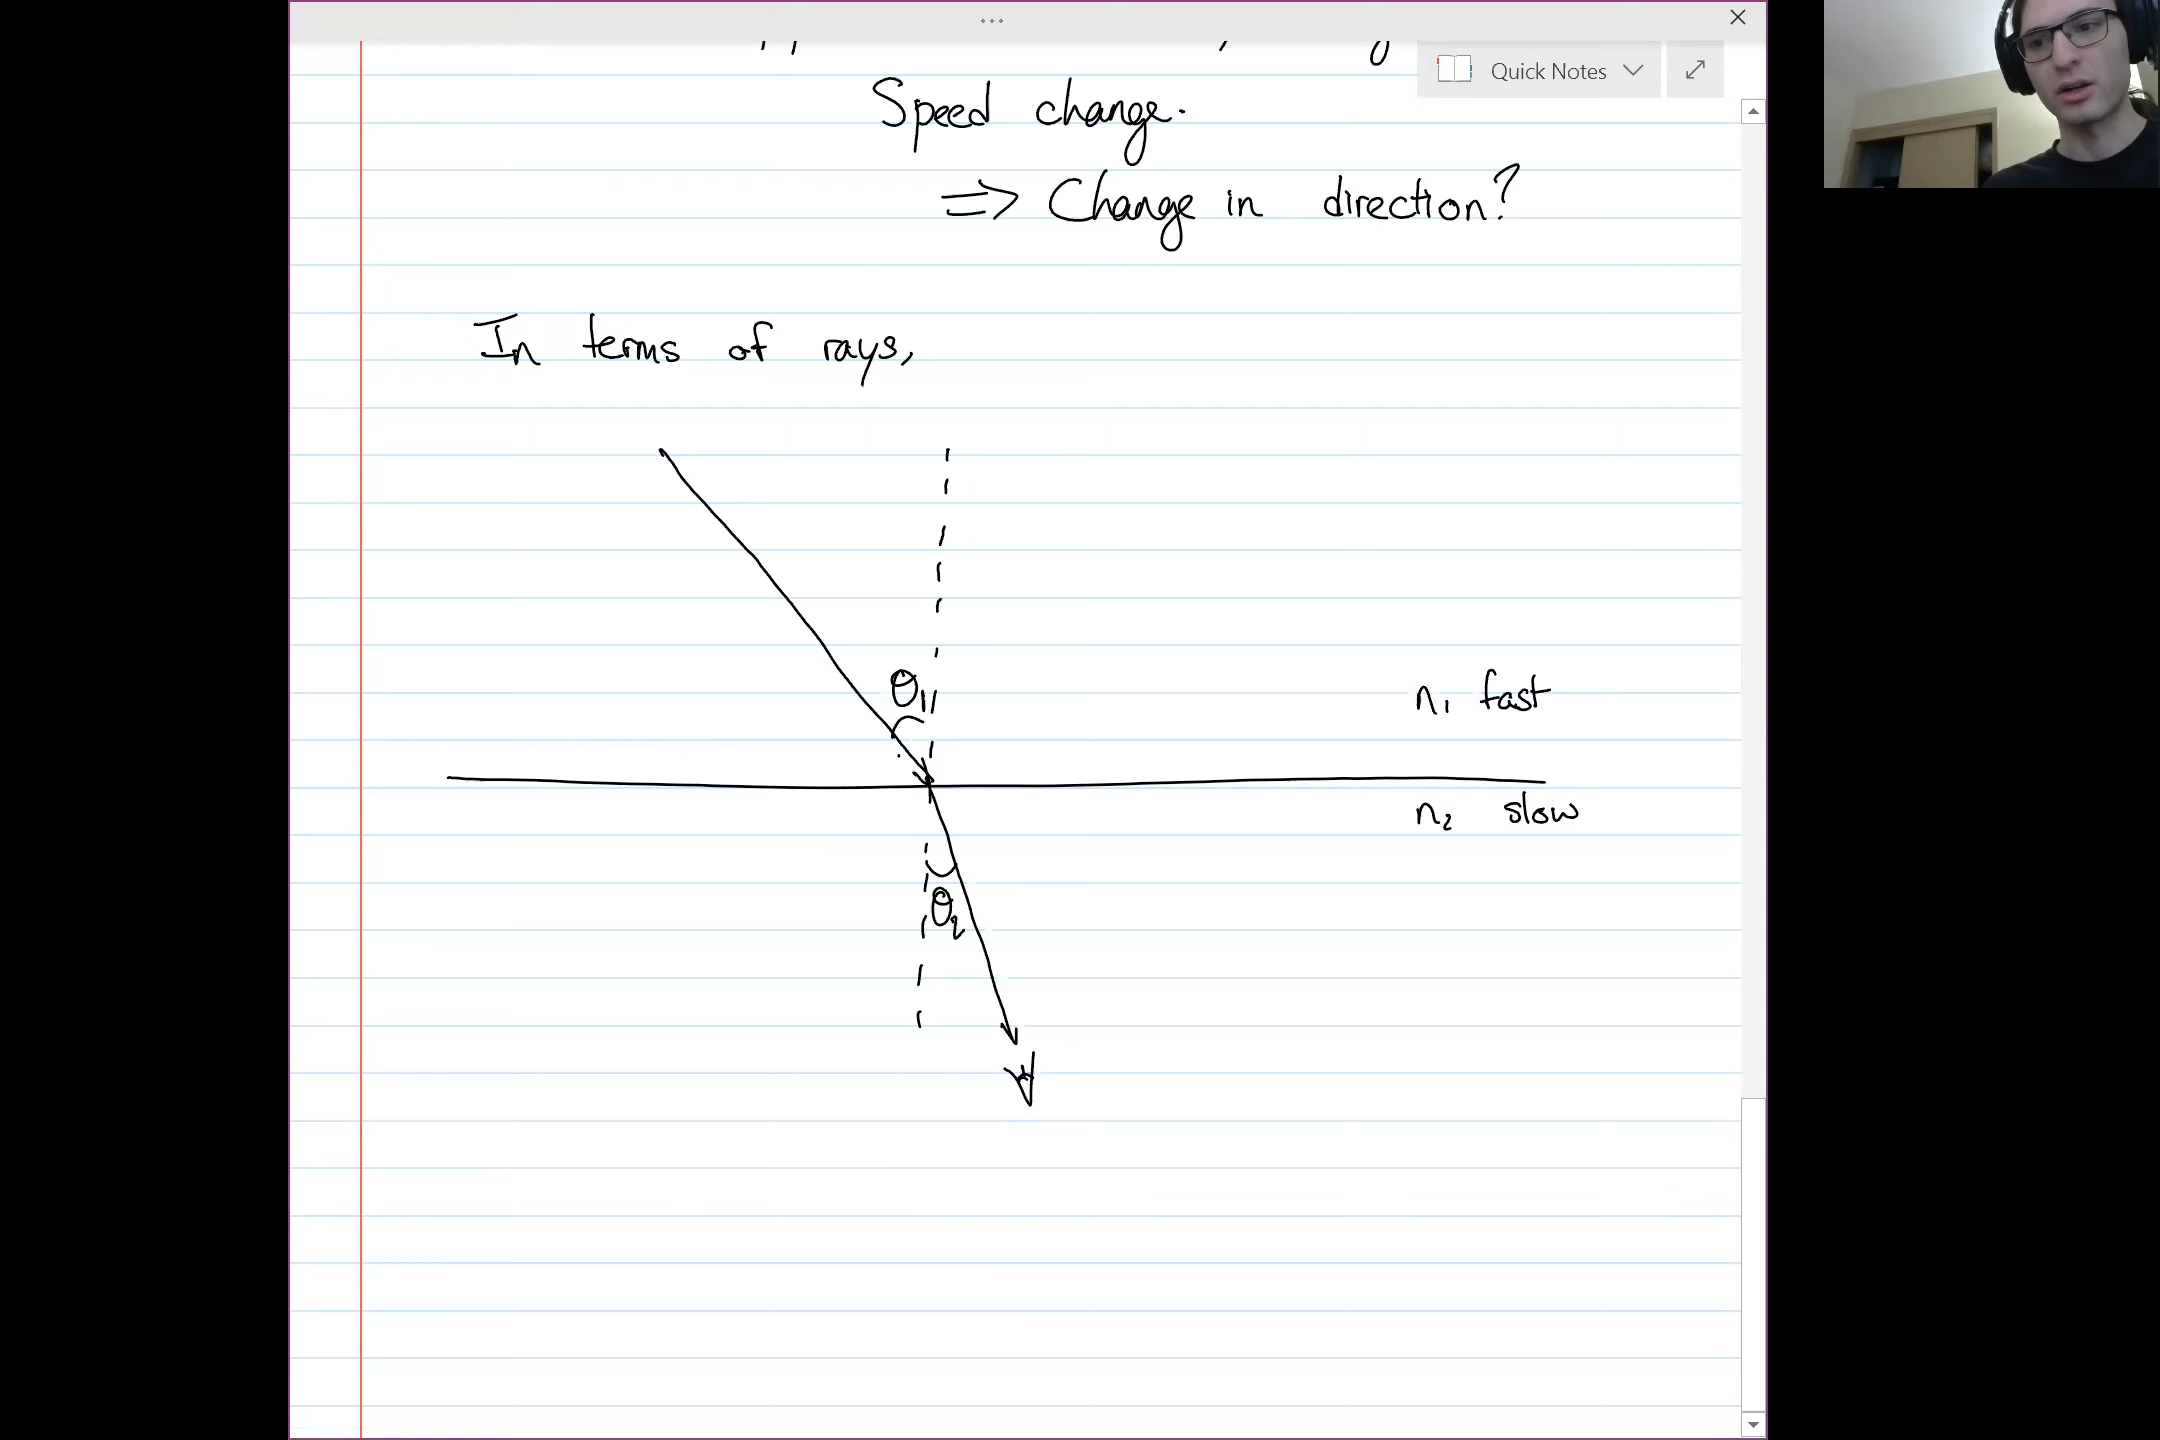 Quick Notes
Speed change.
⇒ Change in direction?
In terms of rays,
θ₁
n₁ fast
n₂ slow
θ₂